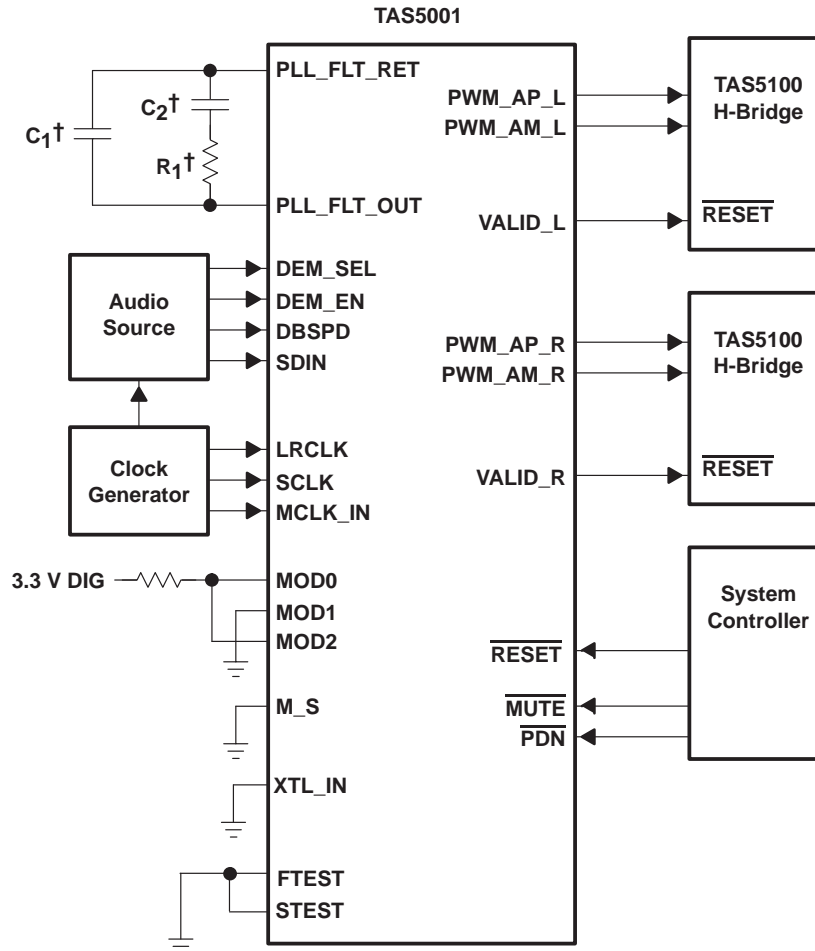 TAS5001
PLL_FLT_RET
C2†
C1†
R1†
PLL_FLT_OUT
DEM_SEL
DEM_EN
DBSPD
SDIN
Audio
Source
LRCLK
SCLK
MCLK_IN
Clock
Generator
3.3 V DIG
MOD0
MOD1
MOD2
M_S
XTL_IN
FTEST
STEST
PWM_AP_L
PWM_AM_L
VALID_L
TAS5100
H-Bridge
RESET
PWM_AP_R
PWM_AM_R
VALID_R
TAS5100
H-Bridge
RESET
System
Controller
RESET
MUTE
PDN